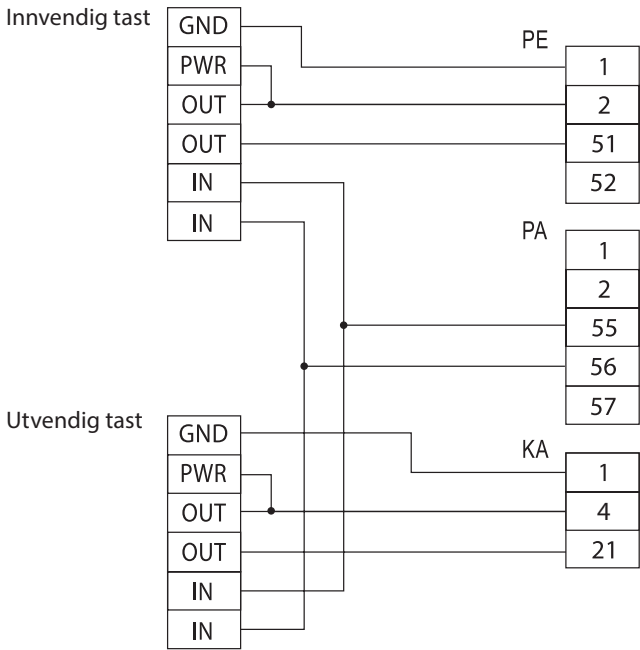 Innvendig tast
GND
PWR
OUT
OUT
IN
IN
PE
1
2
51
52
PA
1
2
55
56
57
Utvendig tast
GND
PWR
OUT
OUT
IN
IN
KA
1
4
21